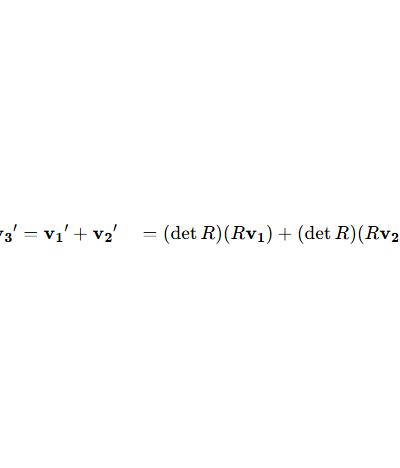 v₃′ = v₁′ + v₂′ = (det R)(Rv₁) + (det R)(Rv₂